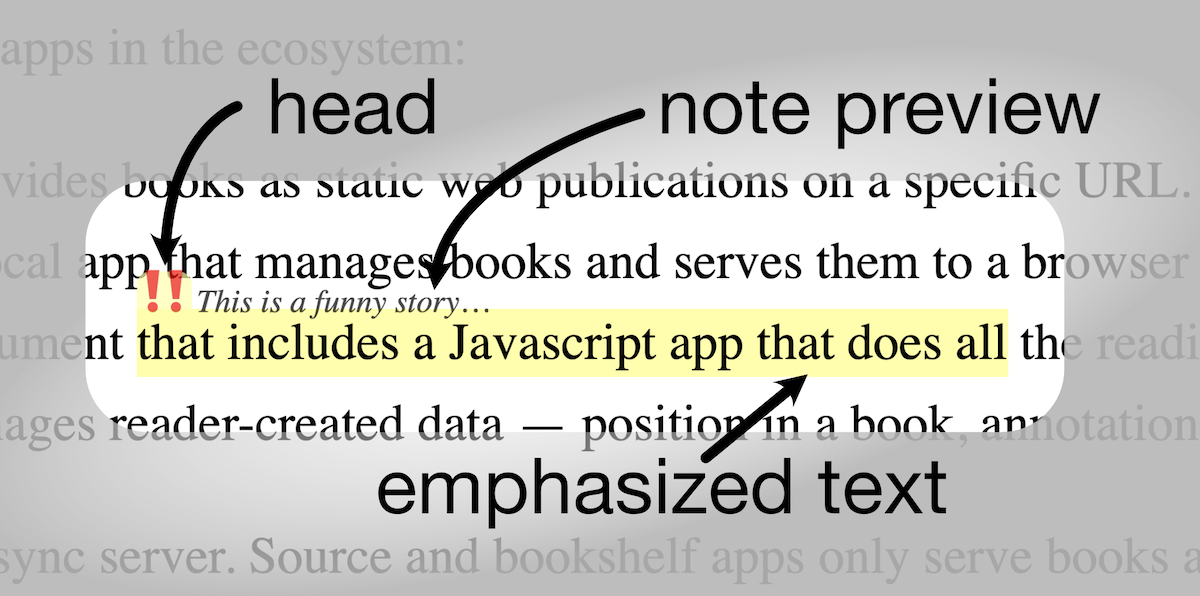 apps in the ecosystem:
head
note preview
vides books as static web publications on a specific URL.
ocal app that manages books and serves them to a browser
!! This is a funny story…
ument that includes a Javascript app that does all the readi
nages reader-created data — position in a book, annotation
emphasized text
sync server. Source and bookshelf apps only serve books a